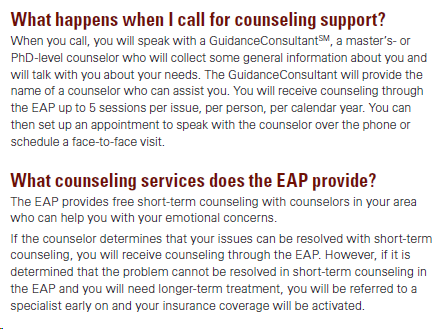 What happens when I call for counseling support?
When you call, you will speak with a GuidanceConsultant℠, a master's- or
PhD-level counselor who will collect some general information about you and
will talk with you about your needs. The GuidanceConsultant will provide the
name of a counselor who can assist you. You will receive counseling through
the EAP up to 5 sessions per issue, per person, per calendar year. You can
then set up an appointment to speak with the counselor over the phone or
schedule a face-to-face visit.
What counseling services does the EAP provide?
The EAP provides free short-term counseling with counselors in your area
who can help you with your emotional concerns.
If the counselor determines that your issues can be resolved with short-term
counseling, you will receive counseling through the EAP. However, if it is
determined that the problem cannot be resolved in short-term counseling in
the EAP and you will need longer-term treatment, you will be referred to a
specialist early on and your insurance coverage will be activated.